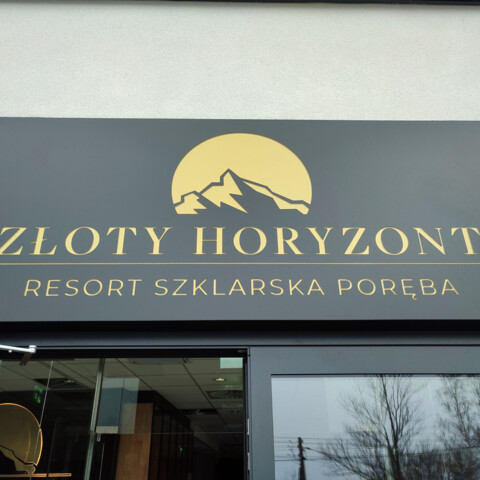 ZŁOTY HORYZONT
RESORT SZKLARSKA PORĘBA